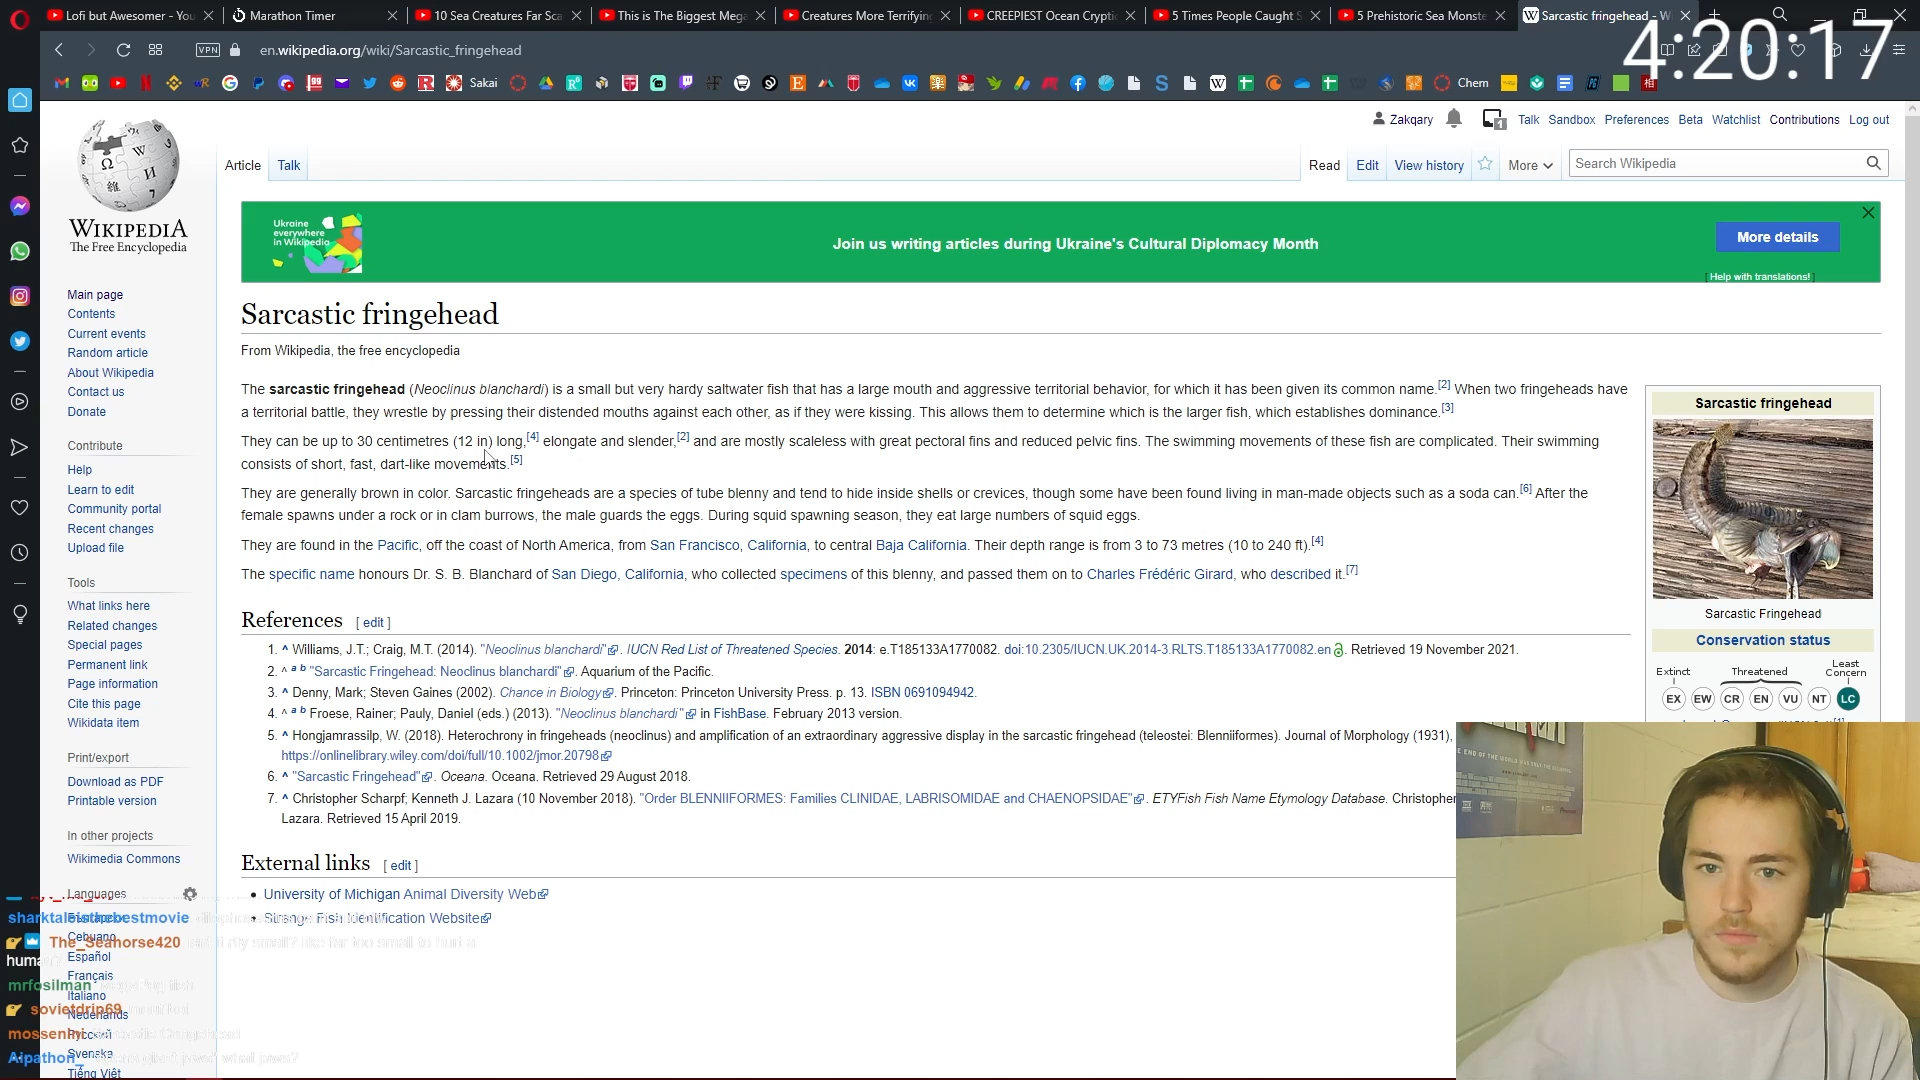 Lofi but Awesomer - You
Marathon Timer
10 Sea Creatures Far Sca
This is The Biggest Mega
Creatures More Terrifying
CREEPIEST Ocean Cryptic
5 Times People Caught S
5 Prehistoric Sea Monste
Sarcastic fringehead - W
4:20:17
VPN
en.wikipedia.org/wiki/Sarcastic_fringehead
Sakai
Chem
Zakqary
1
Talk
Sandbox
Preferences
Beta
Watchlist
Contributions
Log out
WIKIPEDIA
The Free Encyclopedia
Article
Talk
Read
Edit
View history
More
Search Wikipedia
Ukraine
everywhere
in Wikipedia
Join us writing articles during Ukraine's Cultural Diplomacy Month
More details
[ Help with translations! ]
Main page
Contents
Current events
Random article
About Wikipedia
Contact us
Donate
Contribute
Help
Learn to edit
Community portal
Recent changes
Upload file
Tools
What links here
Related changes
Special pages
Permanent link
Page information
Cite this page
Wikidata item
Print/export
Download as PDF
Printable version
In other projects
Wikimedia Commons
Languages
Cebuano
Español
Français
Italiano
Nederlands
Русский
Svenska
Tiếng Việt
Sarcastic fringehead
From Wikipedia, the free encyclopedia
The sarcastic fringehead (Neoclinus blanchardi) is a small but very hardy saltwater fish that has a large mouth and aggressive territorial behavior, for which it has been given its common name.[2] When two fringeheads have
a territorial battle, they wrestle by pressing their distended mouths against each other, as if they were kissing. This allows them to determine which is the larger fish, which establishes dominance.[3]
They can be up to 30 centimetres (12 in) long,[4] elongate and slender,[2] and are mostly scaleless with great pectoral fins and reduced pelvic fins. The swimming movements of these fish are complicated. Their swimming
consists of short, fast, dart-like movements.[5]
They are generally brown in color. Sarcastic fringeheads are a species of tube blenny and tend to hide inside shells or crevices, though some have been found living in man-made objects such as a soda can.[6] After the
female spawns under a rock or in clam burrows, the male guards the eggs. During squid spawning season, they eat large numbers of squid eggs.
They are found in the Pacific, off the coast of North America, from San Francisco, California, to central Baja California. Their depth range is from 3 to 73 metres (10 to 240 ft).[4]
The specific name honours Dr. S. B. Blanchard of San Diego, California, who collected specimens of this blenny, and passed them on to Charles Frédéric Girard, who described it.[7]
References [ edit ]
1. ^ Williams, J.T.; Craig, M.T. (2014). "Neoclinus blanchardi". IUCN Red List of Threatened Species. 2014: e.T185133A1770082. doi:10.2305/IUCN.UK.2014-3.RLTS.T185133A1770082.en. Retrieved 19 November 2021.
2. ^ a b "Sarcastic Fringehead: Neoclinus blanchardi". Aquarium of the Pacific.
3. ^ Denny, Mark; Steven Gaines (2002). Chance in Biology. Princeton: Princeton University Press. p. 13. ISBN 0691094942.
4. ^ a b Froese, Rainer; Pauly, Daniel (eds.) (2013). "Neoclinus blanchardi" in FishBase. February 2013 version.
5. ^ Hongjamrassilp, W. (2018). Heterochrony in fringeheads (neoclinus) and amplification of an extraordinary aggressive display in the sarcastic fringehead (teleostei: Blenniiformes). Journal of Morphology (1931),
https://onlinelibrary.wiley.com/doi/full/10.1002/jmor.20798
6. ^ "Sarcastic Fringehead". Oceana. Oceana. Retrieved 29 August 2018.
7. ^ Christopher Scharpf; Kenneth J. Lazara (10 November 2018). "Order BLENNIIFORMES: Families CLINIDAE, LABRISOMIDAE and CHAENOPSIDAE". ETYFish Fish Name Etymology Database. Christopher
Lazara. Retrieved 15 April 2019.
External links [ edit ]
• University of Michigan Animal Diversity Web
• Strange Fish Identification Website
Sarcastic fringehead
Sarcastic Fringehead
Conservation status
Extinct
Threatened
Least
Concern
EX EW CR EN VU NT LC
sharktaleisthebestmovie
The_Seahorse420
human
mrfosilman
sovietdrip69
mossenhyi
Aipathon_